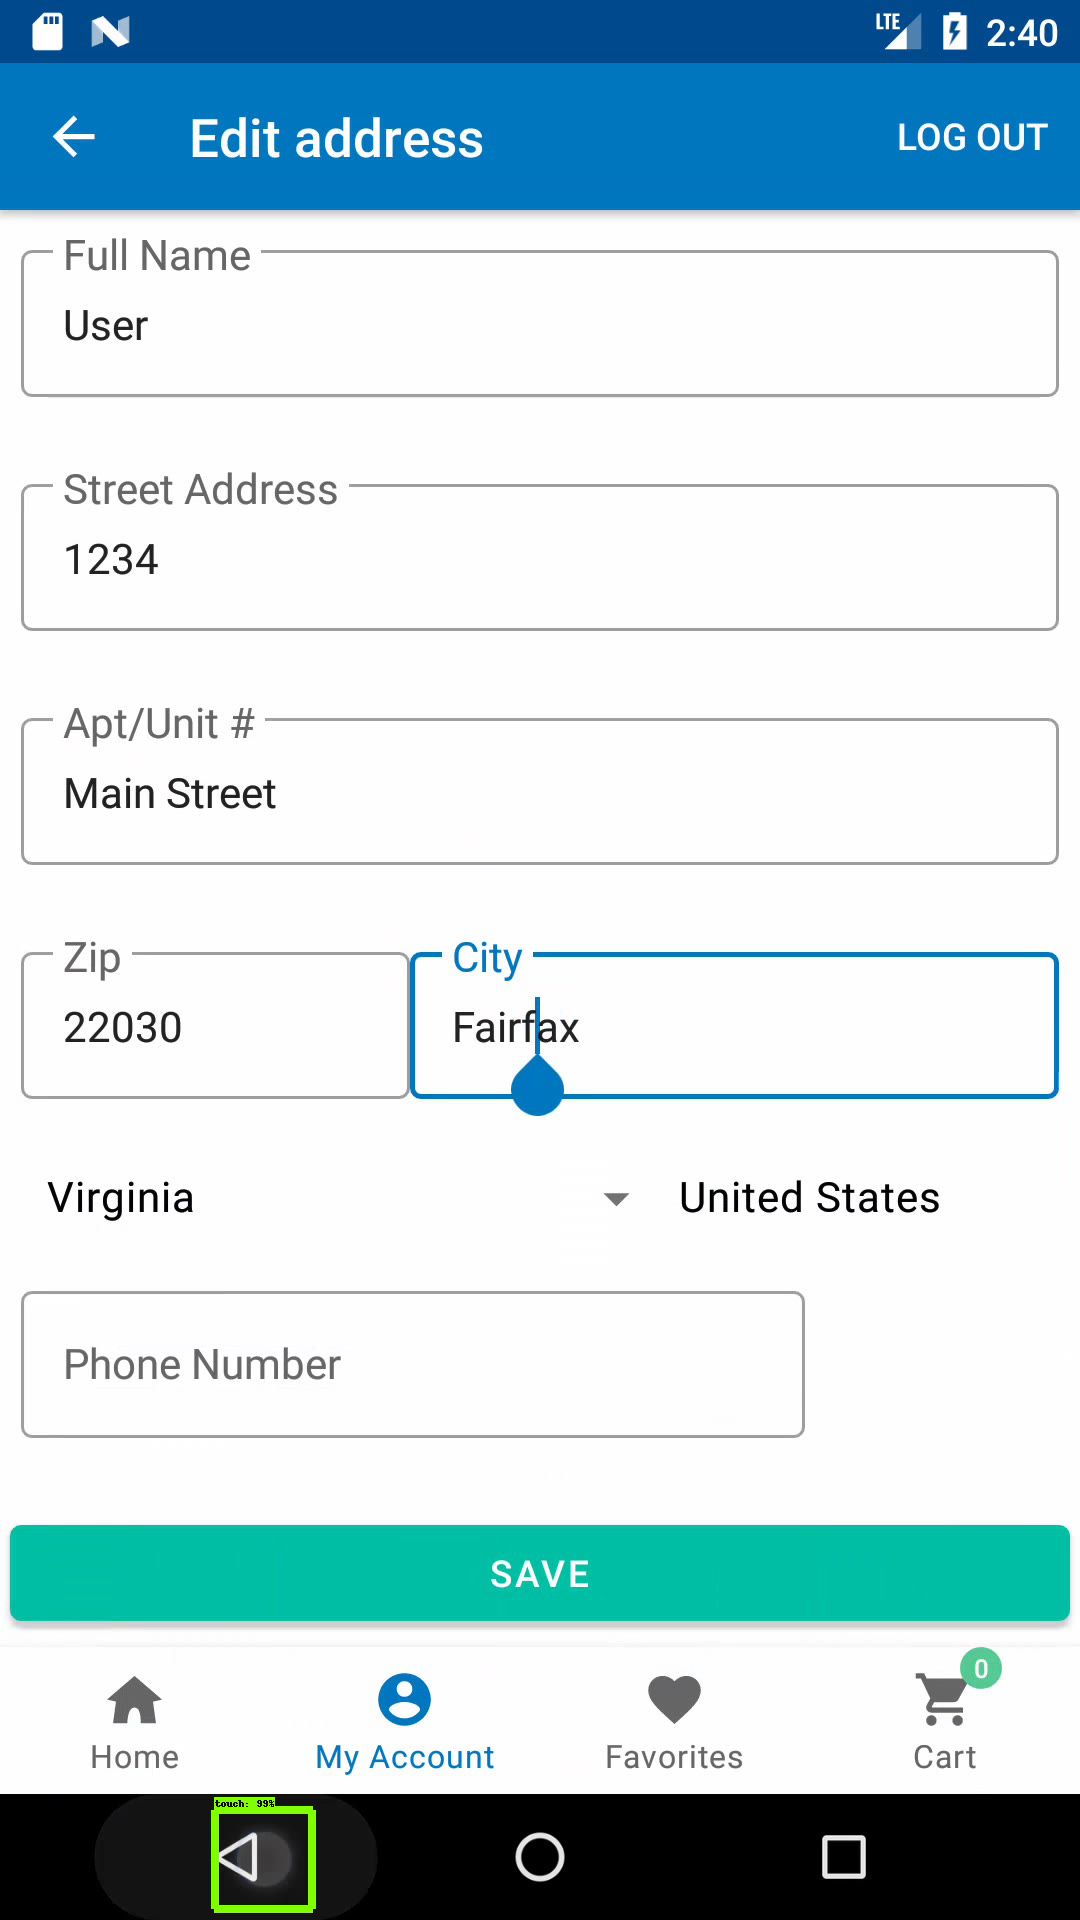 LTE 2:40
Edit address LOG OUT
Full Name
User
Street Address
1234
Apt/Unit #
Main Street
Zip City
22030 Fairfax
Virginia United States
Phone Number
SAVE
0
Home My Account Favorites Cart
touch: 99%